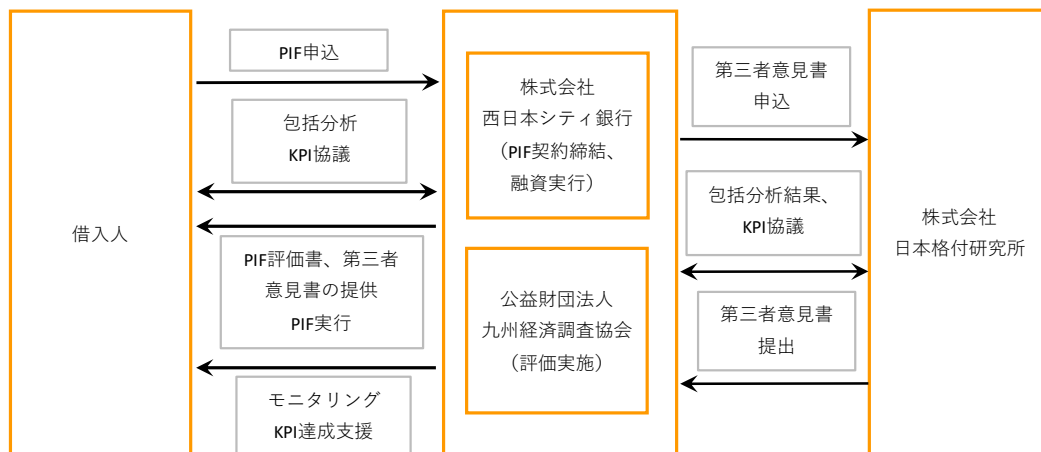 借入人
PIF申込
包括分析
KPI協議
PIF評価書、第三者
意見書の提供
PIF実行
モニタリング
KPI達成支援
株式会社
西日本シティ銀行
（PIF契約締結、
融資実行）
公益財団法人
九州経済調査協会
（評価実施）
第三者意見書
申込
包括分析結果、
KPI協議
第三者意見書
提出
株式会社
日本格付研究所